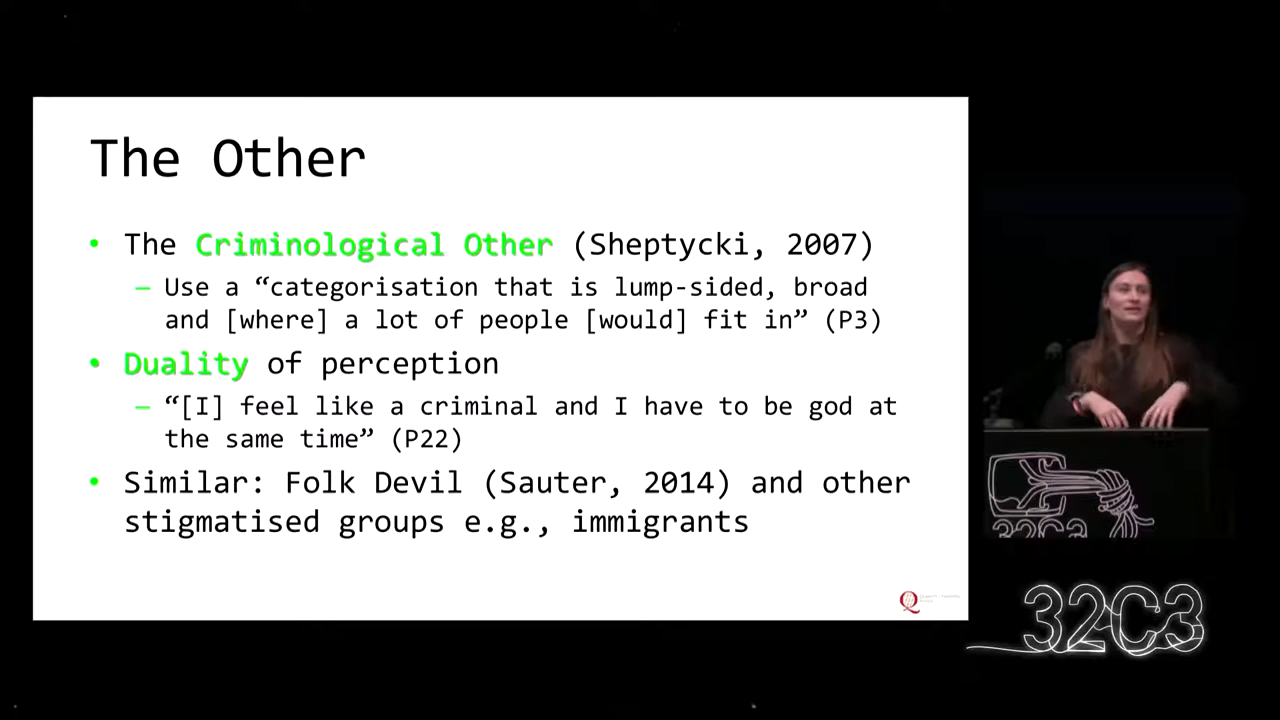 The Other
• The Criminological Other (Sheptycki, 2007)
– Use a “categorisation that is lump-sided, broad
and [where] a lot of people [would] fit in” (P3)
• Duality of perception
– “[I] feel like a criminal and I have to be god at
the same time” (P22)
• Similar: Folk Devil (Sauter, 2014) and other
stigmatised groups e.g., immigrants
Q
32C3
32C3